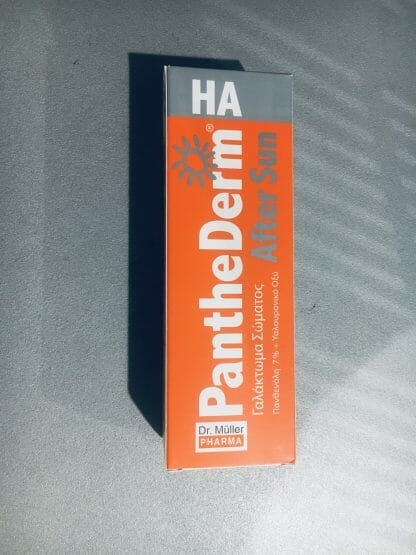 HA
PantheDerm®
After Sun
Γαλάκτωμα Σώματος
Πανθενόλη 7% + Υαλουρονικό Οξύ
Dr. Müller
PHARMA